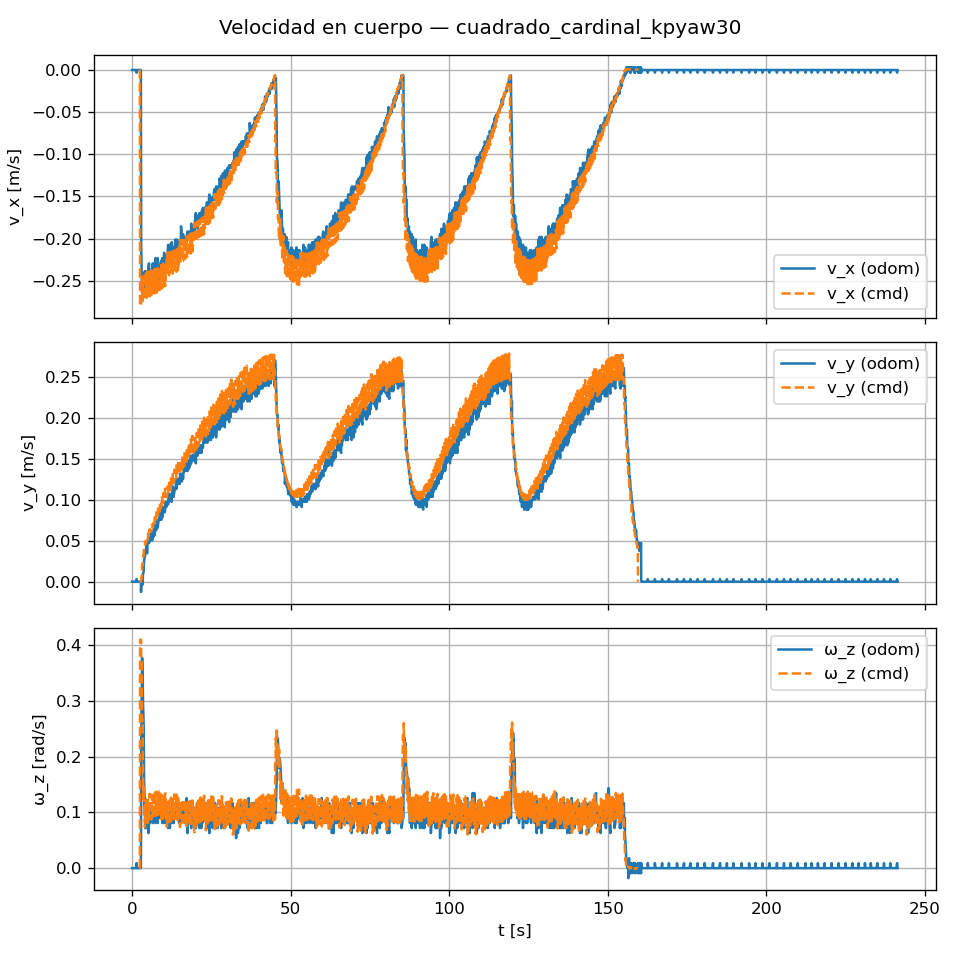 Velocidad en cuerpo — cuadrado_cardinal_kpyaw30
0.00
−0.05
−0.10
−0.15
−0.20
−0.25
v_x [m/s]
v_x (odom)
v_x (cmd)
0.25
0.20
0.15
0.10
0.05
0.00
v_y [m/s]
v_y (odom)
v_y (cmd)
0.4
0.3
0.2
0.1
0.0
ω_z [rad/s]
ω_z (odom)
ω_z (cmd)
0 50 100 150 200 250
t [s]